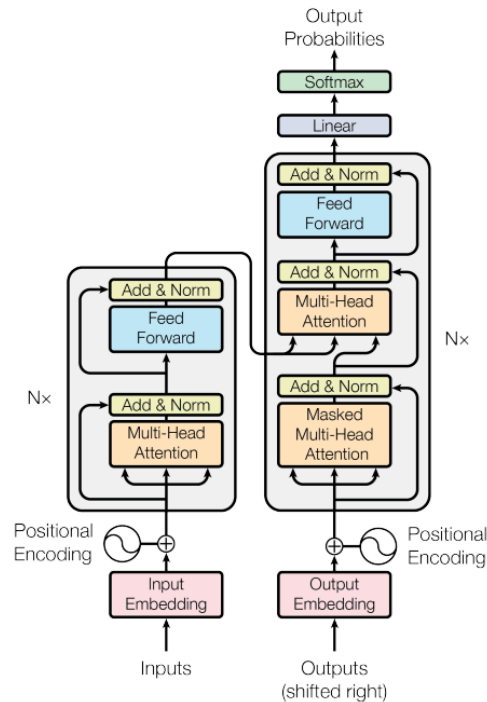 Output
Probabilities
Softmax
Linear
Add & Norm
Feed
Forward
Add & Norm
Multi-Head
Attention
Add & Norm
Masked
Multi-Head
Attention
N×
Add & Norm
Feed
Forward
Add & Norm
Multi-Head
Attention
N×
Positional
Encoding
Positional
Encoding
Input
Embedding
Output
Embedding
Inputs
Outputs
(shifted right)